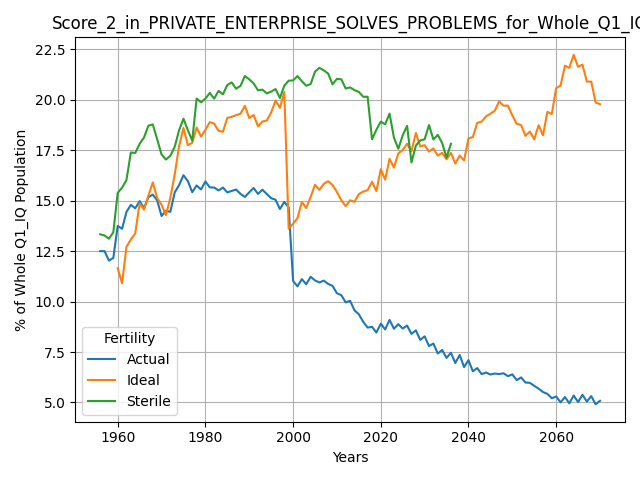 Score_2_in_PRIVATE_ENTERPRISE_SOLVES_PROBLEMS_for_Whole_Q1_IQ
% of Whole Q1_IQ Population
22.5
20.0
17.5
15.0
12.5
10.0
7.5
5.0
Fertility
Actual
Ideal
Sterile
1960
1980
2000
2020
2040
2060
Years